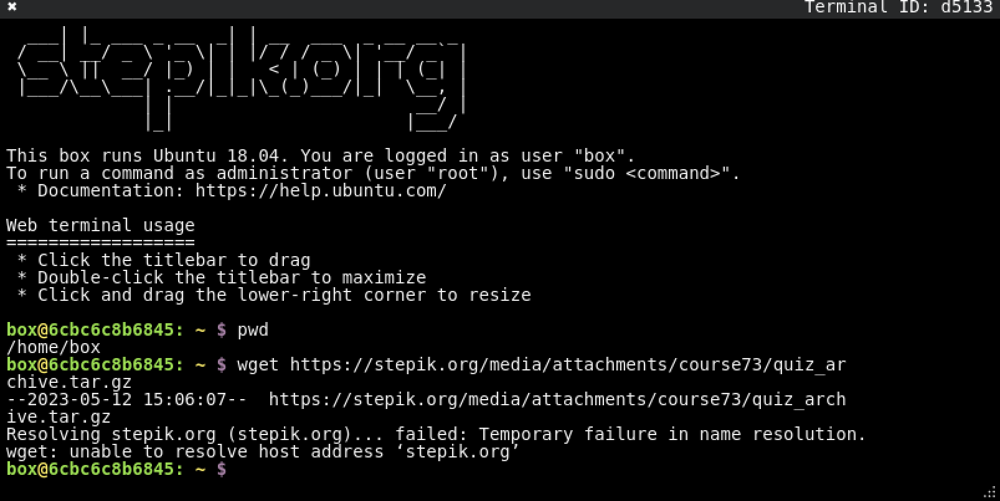 ✖ Terminal ID: d5133
stepik.org
This box runs Ubuntu 18.04. You are logged in as user "box".
To run a command as administrator (user "root"), use "sudo <command>".
 * Documentation: https://help.ubuntu.com/
Web terminal usage
==================
 * Click the titlebar to drag
 * Double-click the titlebar to maximize
 * Click and drag the lower-right corner to resize
box@6cbc6c8b6845: ~ $ pwd
/home/box
box@6cbc6c8b6845: ~ $ wget https://stepik.org/media/attachments/course73/quiz_ar
chive.tar.gz
--2023-05-12 15:06:07--  https://stepik.org/media/attachments/course73/quiz_arch
ive.tar.gz
Resolving stepik.org (stepik.org)... failed: Temporary failure in name resolution.
wget: unable to resolve host address ‘stepik.org’
box@6cbc6c8b6845: ~ $